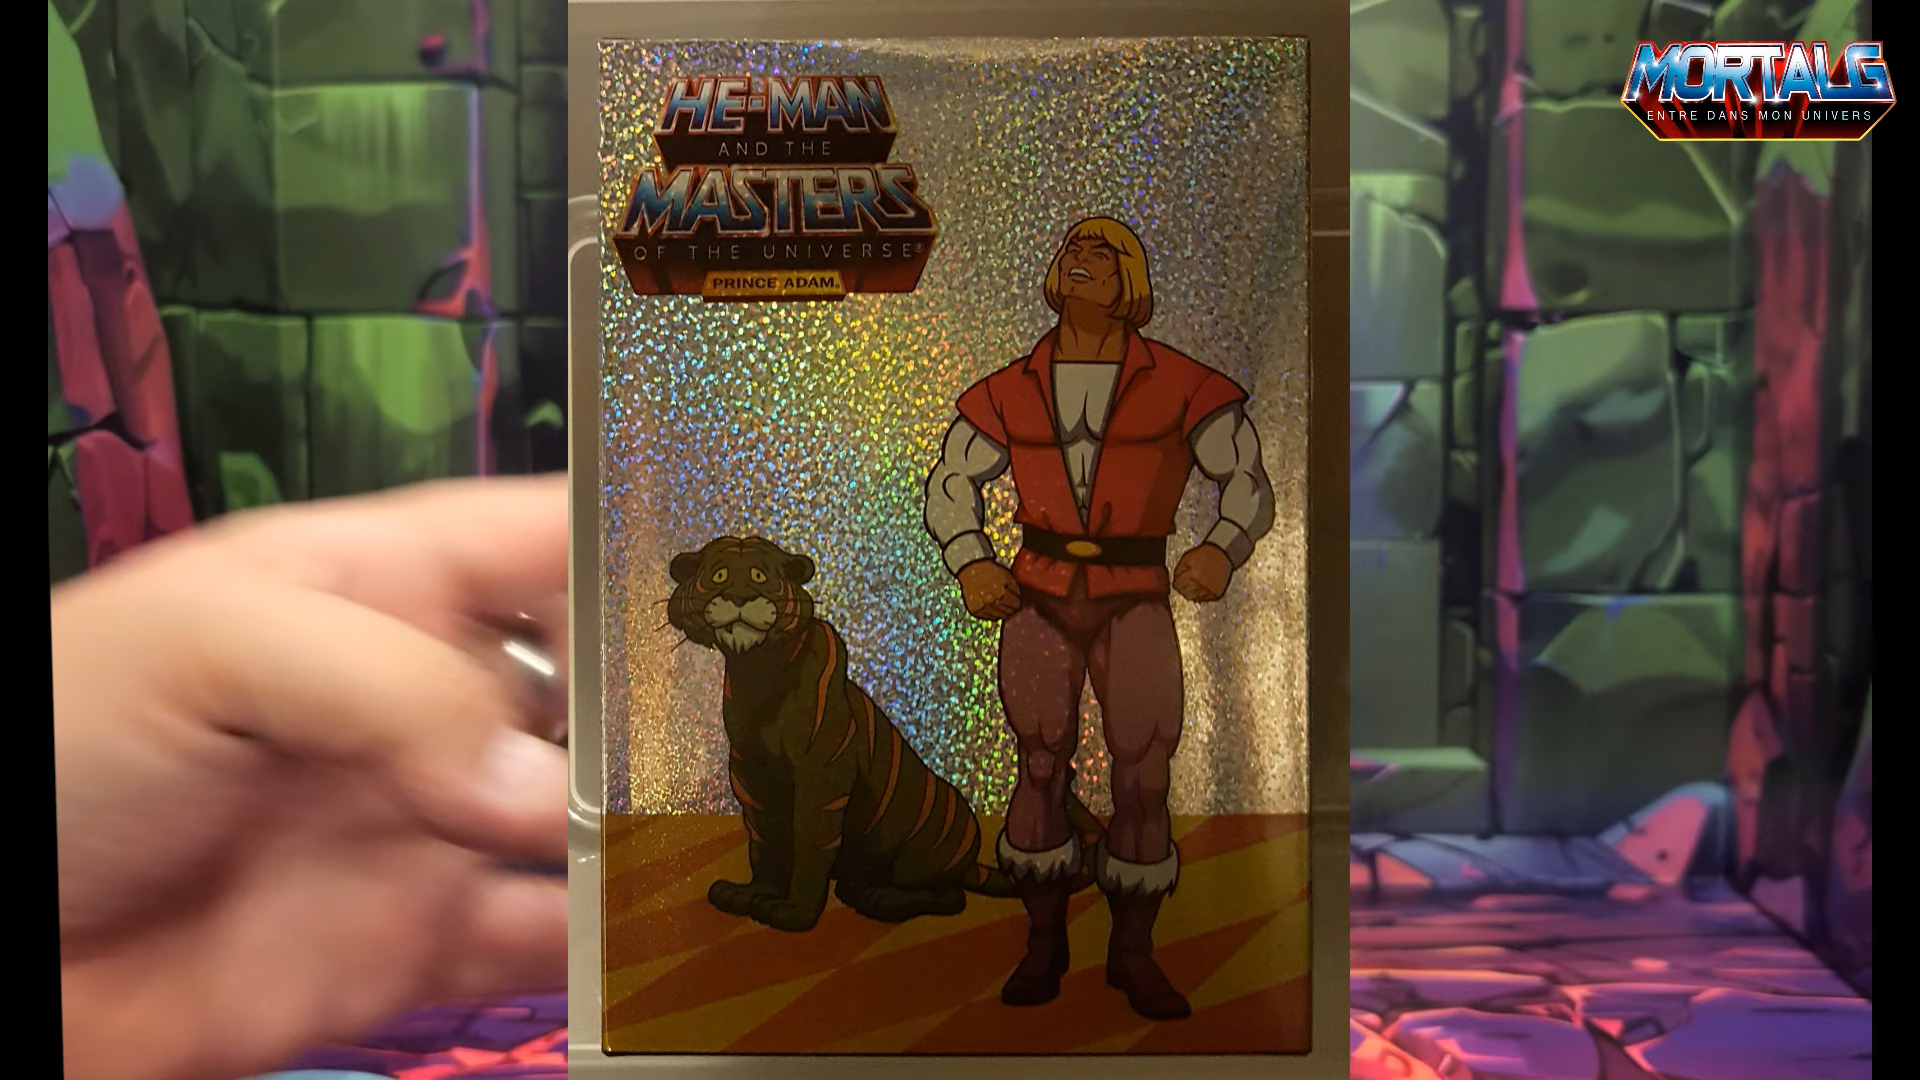 HE-MAN
AND THE
MASTERS
OF THE UNIVERSE®
PRINCE ADAM.
MORTALG
ENTRE DANS MON UNIVERS